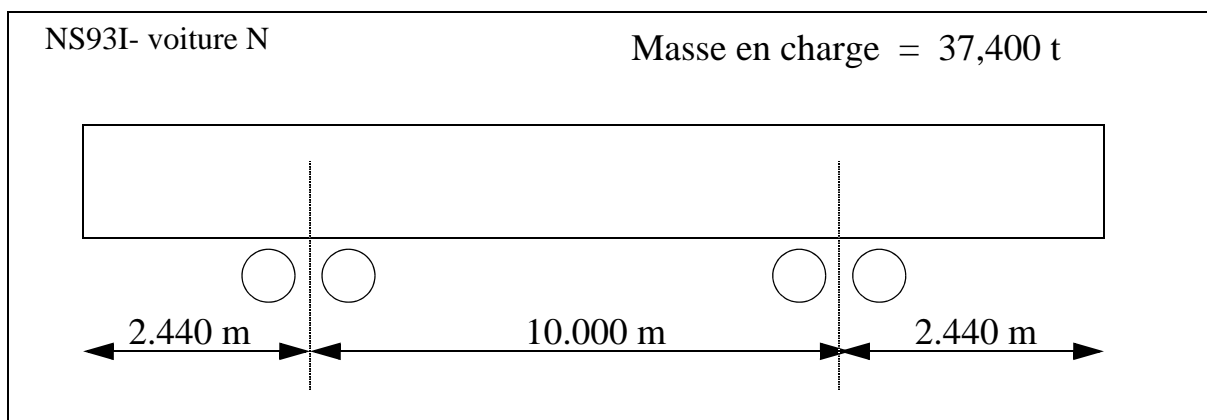 NS93I- voiture N
Masse en charge = 37,400 t
2.440 m
10.000 m
2.440 m